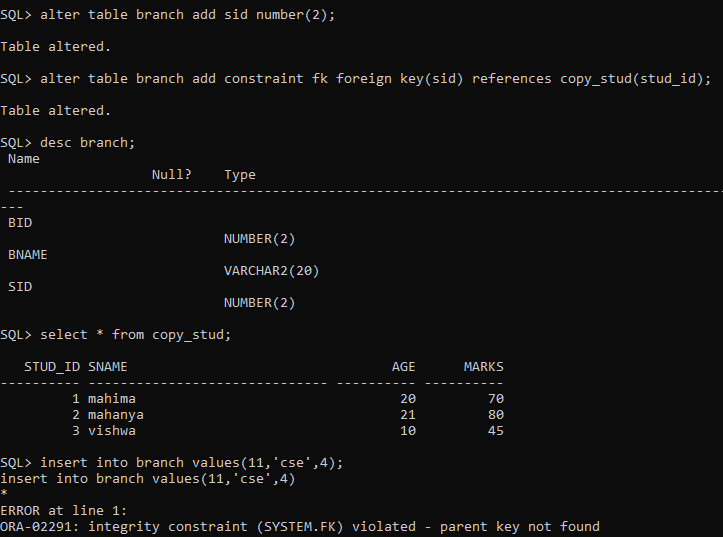 SQL> alter table branch add sid number(2);
Table altered.
SQL> alter table branch add constraint fk foreign key(sid) references copy_stud(stud_id);
Table altered.
SQL> desc branch;
Name
Null? Type
-----------------------------------------------------------------------------------------
---
BID
NUMBER(2)
BNAME
VARCHAR2(20)
SID
NUMBER(2)
SQL> select * from copy_stud;
STUD_ID SNAME AGE MARKS
---------- ------------------------------ ---------- ----------
1 mahima 20 70
2 mahanya 21 80
3 vishwa 10 45
SQL> insert into branch values(11,'cse',4);
insert into branch values(11,'cse',4)
*
ERROR at line 1:
ORA-02291: integrity constraint (SYSTEM.FK) violated - parent key not found